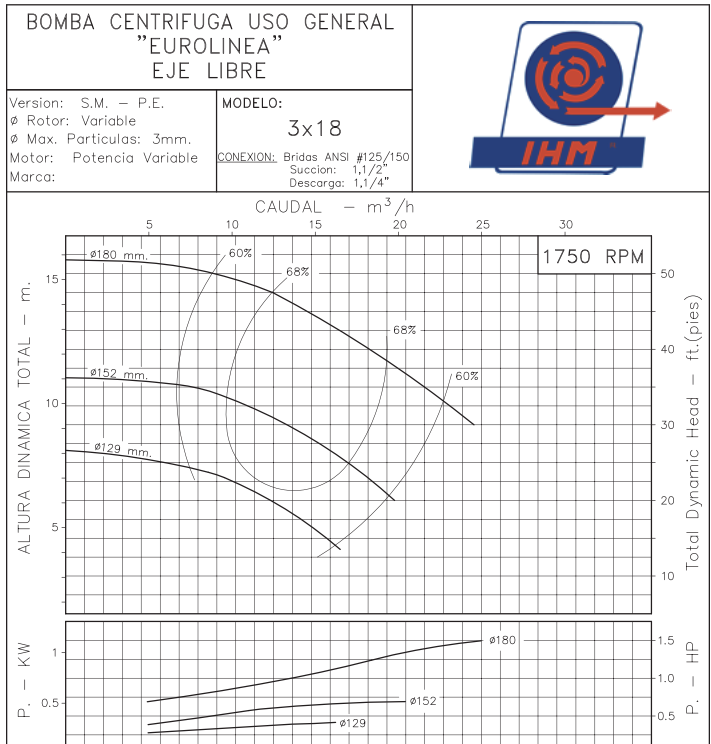 BOMBA CENTRIFUGA USO GENERAL
"EUROLINEA"
EJE LIBRE
Version: S.M. – P.E.
ø Rotor: Variable
ø Max. Particulas: 3mm.
Motor: Potencia Variable
Marca:
MODELO:
3x18
CONEXION: Bridas ANSI #125/150
Succion: 1,1/2"
Descarga: 1,1/4"
IHM
CAUDAL – m³/h
5 10 15 20 25 30
1750 RPM
ALTURA DINAMICA TOTAL – m.
15
10
5
ø180 mm.
ø152 mm.
ø129 mm.
60%
68%
68%
60%
50
40
30
20
10
Total Dynamic Head – ft.(pies)
P. – KW
1
0.5
ø180
ø152
ø129
1.5
1.0
0.5
P. – HP